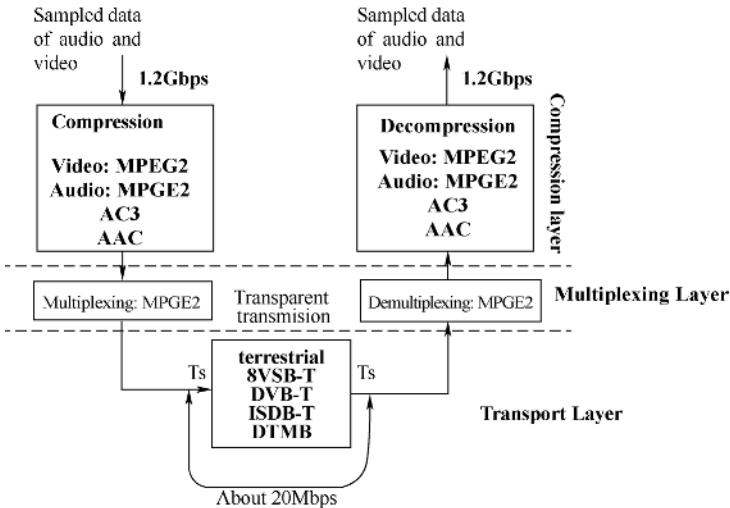 Sampled data
of audio and
video
1.2Gbps
Compression
Video: MPEG2
Audio: MPGE2
AC3
AAC
Sampled data
of audio and
video
1.2Gbps
Decompression
Video: MPEG2
Audio: MPGE2
AC3
AAC
Compression layer
Multiplexing: MPGE2
Transparent
transmision
Demultiplexing: MPGE2
Multiplexing Layer
Ts
terrestrial
8VSB-T
DVB-T
ISDB-T
DTMB
Ts
Transport Layer
About 20Mbps